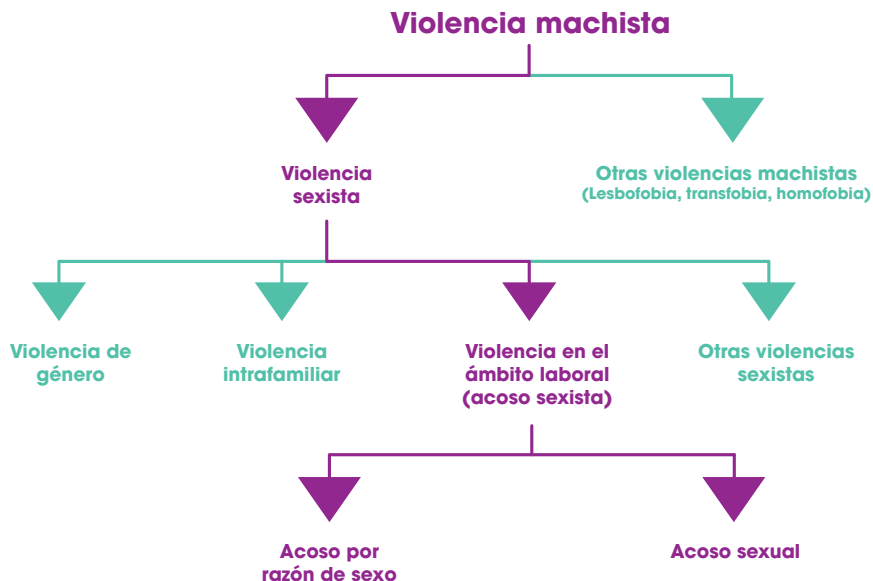 Violencia machista
Violencia
sexista
Otras violencias machistas
(Lesbofobia, transfobia, homofobia)
Violencia de
género
Violencia
intrafamiliar
Violencia en el
ámbito laboral
(acoso sexista)
Otras violencias
sexistas
Acoso por
razón de sexo
Acoso sexual